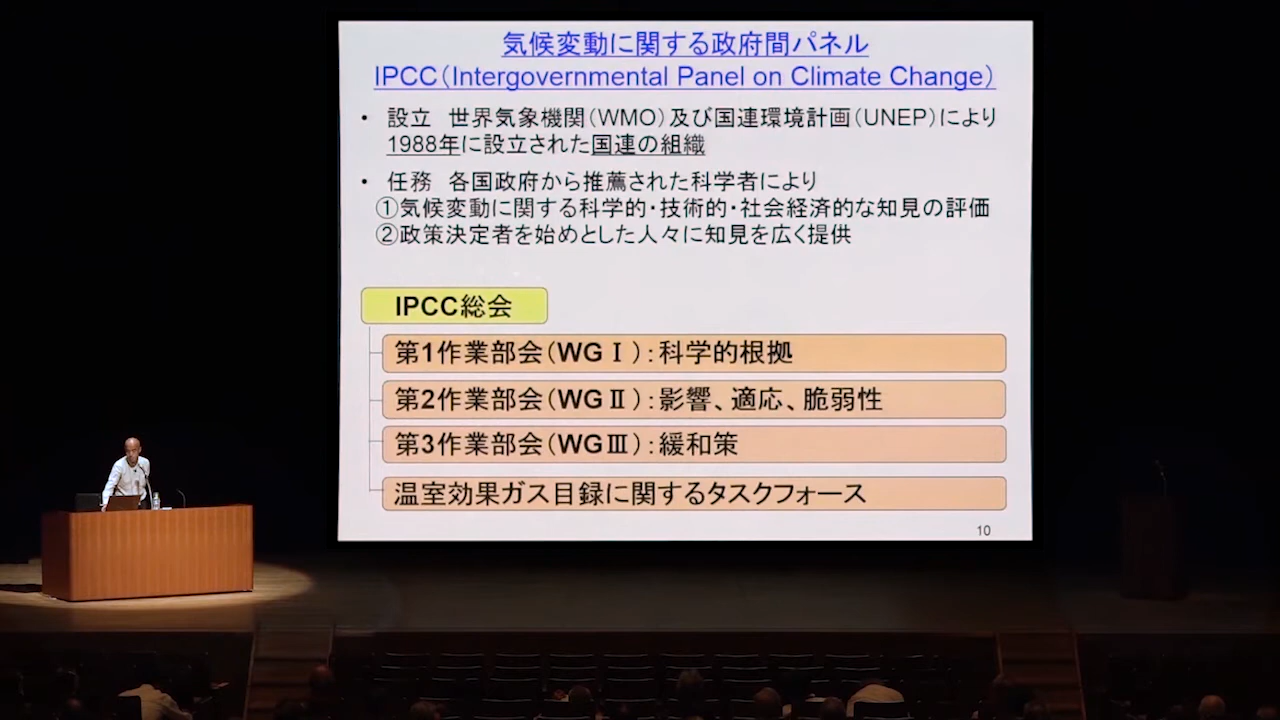 気候変動に関する政府間パネル
IPCC(Intergovernmental Panel on Climate Change)
・ 設立 世界気象機関(WMO)及び国連環境計画(UNEP)により
1988年に設立された国連の組織
・ 任務 各国政府から推薦された科学者により
①気候変動に関する科学的・技術的・社会経済的な知見の評価
②政策決定者を始めとした人々に知見を広く提供
IPCC総会
第1作業部会(WGⅠ):科学的根拠
第2作業部会(WGⅡ):影響、適応、脆弱性
第3作業部会(WGⅢ):緩和策
温室効果ガス目録に関するタスクフォース
10